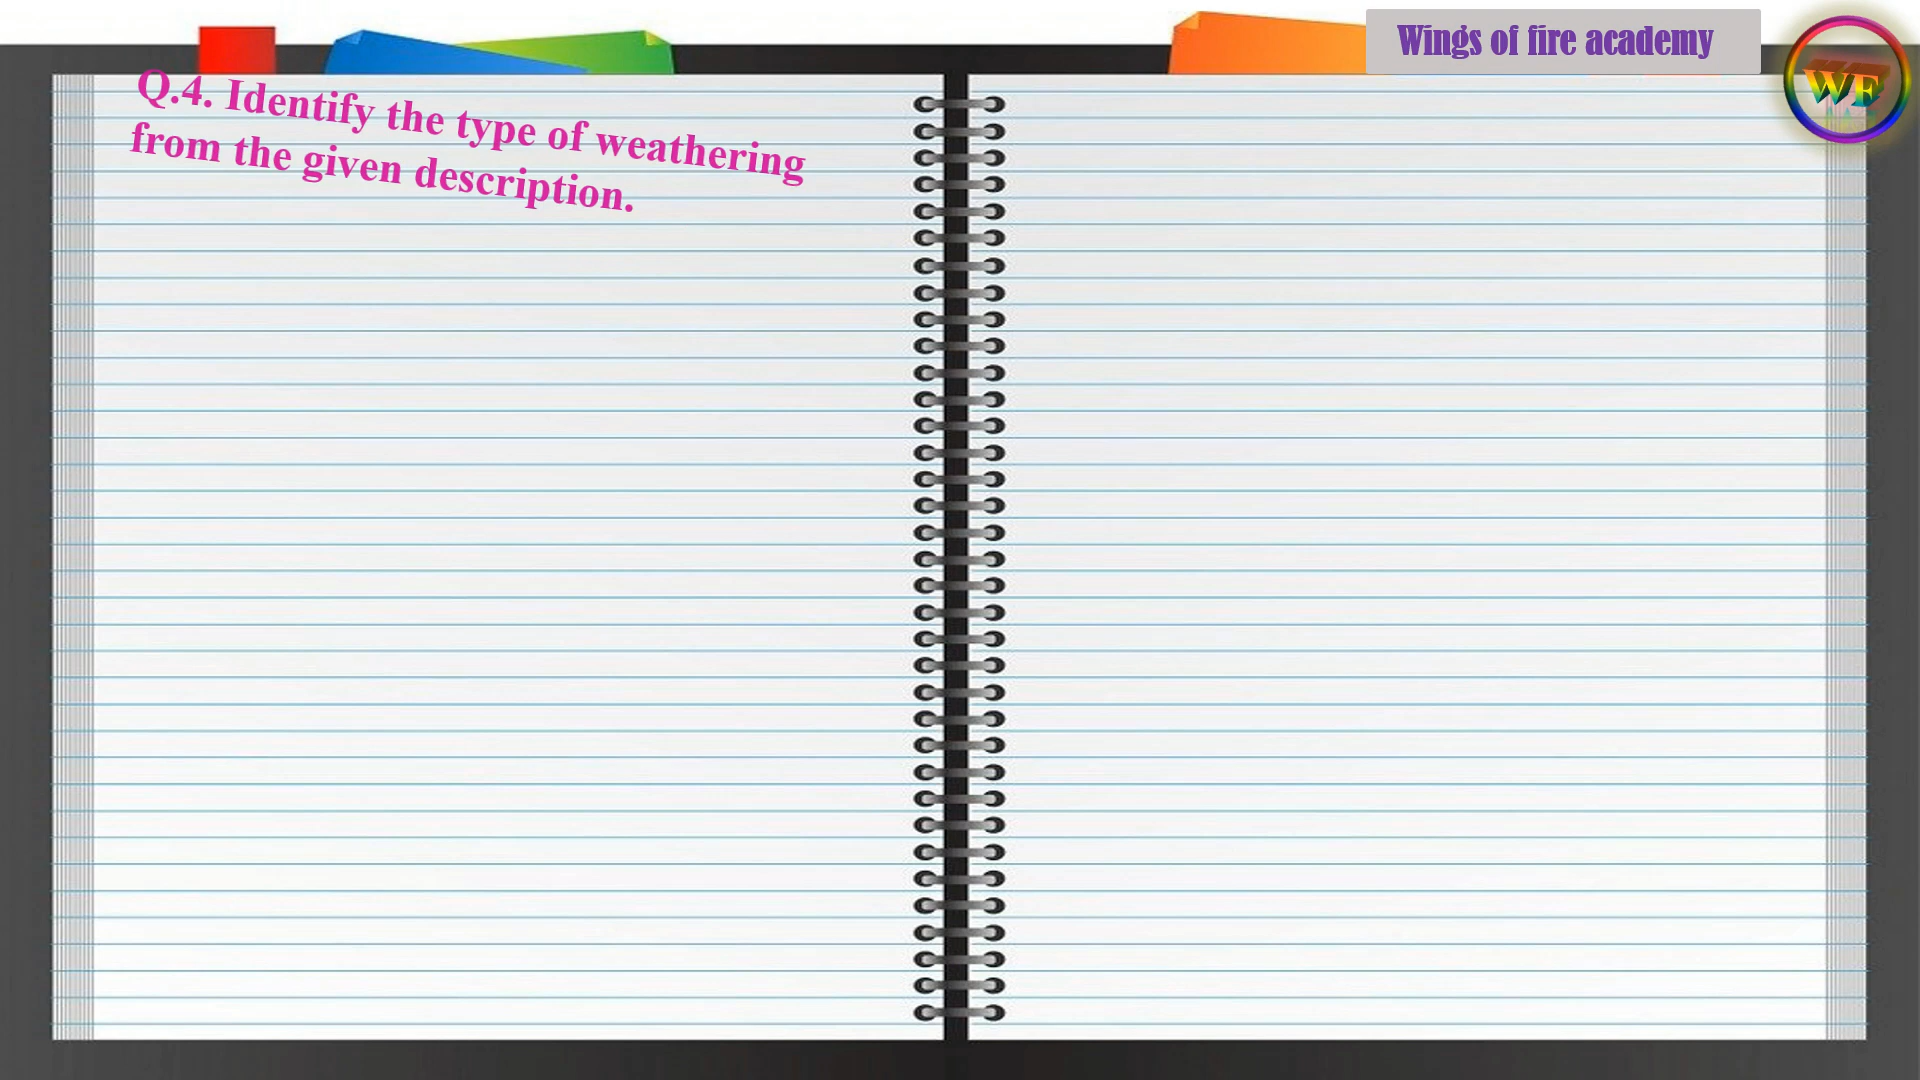 Wings of fire academy
WF
Q.4. Identify the type of weathering
from the given description.